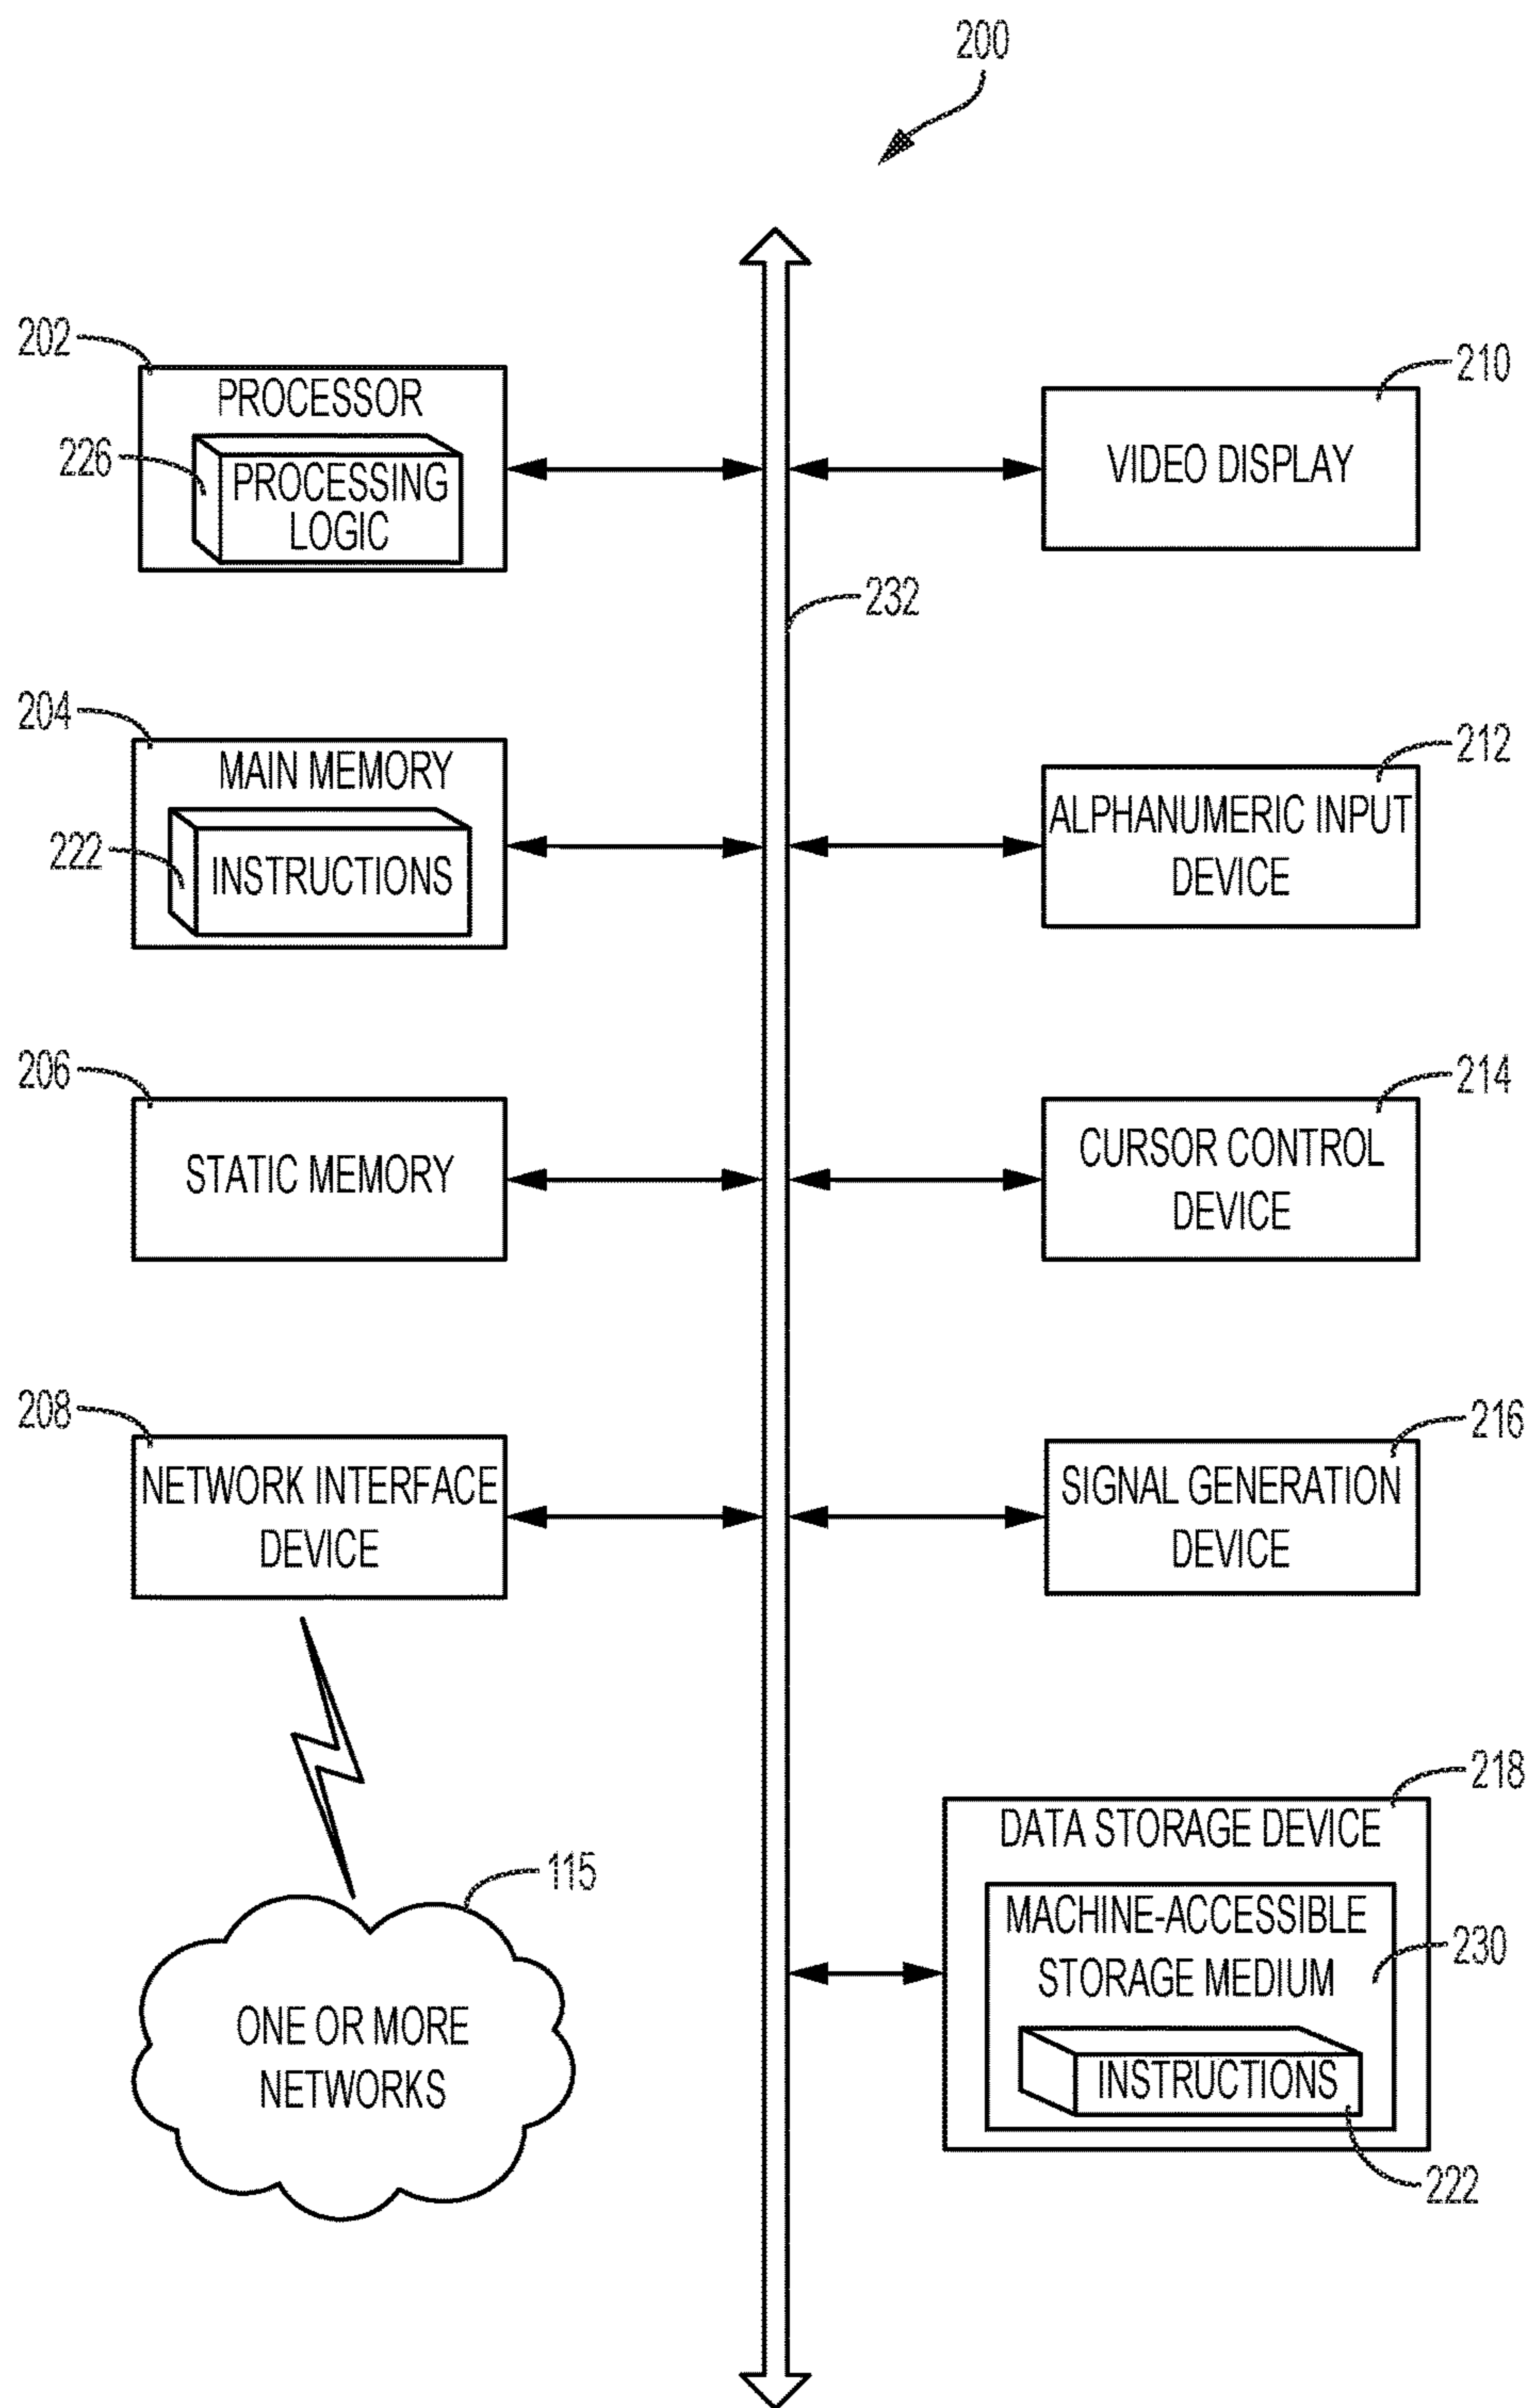 200
202
PROCESSOR
226
PROCESSING
LOGIC
210
VIDEO DISPLAY
232
204
MAIN MEMORY
222
INSTRUCTIONS
212
ALPHANUMERIC INPUT
DEVICE
206
STATIC MEMORY
214
CURSOR CONTROL
DEVICE
208
NETWORK INTERFACE
DEVICE
216
SIGNAL GENERATION
DEVICE
115
ONE OR MORE
NETWORKS
218
DATA STORAGE DEVICE
MACHINE-ACCESSIBLE
STORAGE MEDIUM
230
INSTRUCTIONS
222